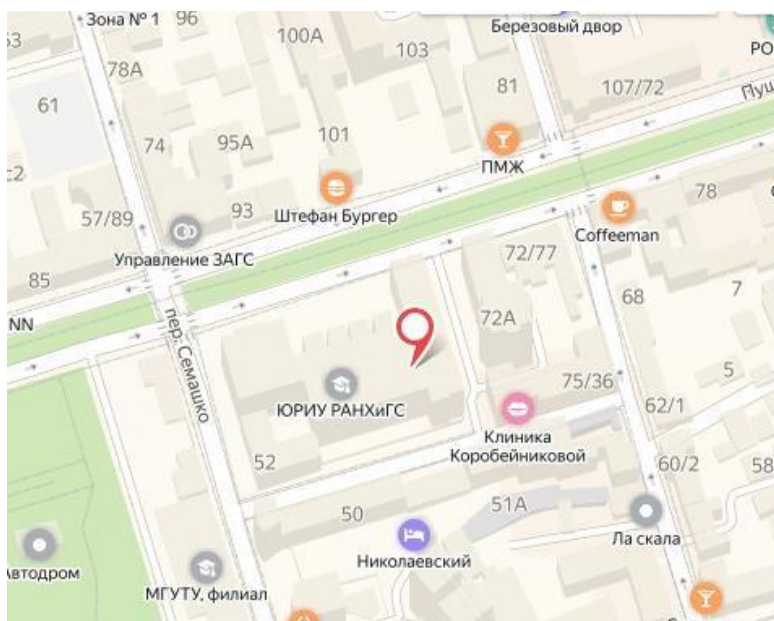 Зона № 1
96
Березовый двор
РО
53
100А
103
78А
81
107/72
Пуш
61
74
95А
101
с2
ПМЖ
78
57/89
93
Штефан Бургер
Coffeeman
Управление ЗАГС
85
72/77
NN
68
7
пер. Семашко
72А
75/36
5
ЮРИУ РАНХиГС
62/1
Клиника
Коробейниковой
52
60/2
58
50
51А
Ла скала
Николаевский
Автодром
МГУТУ, филиал